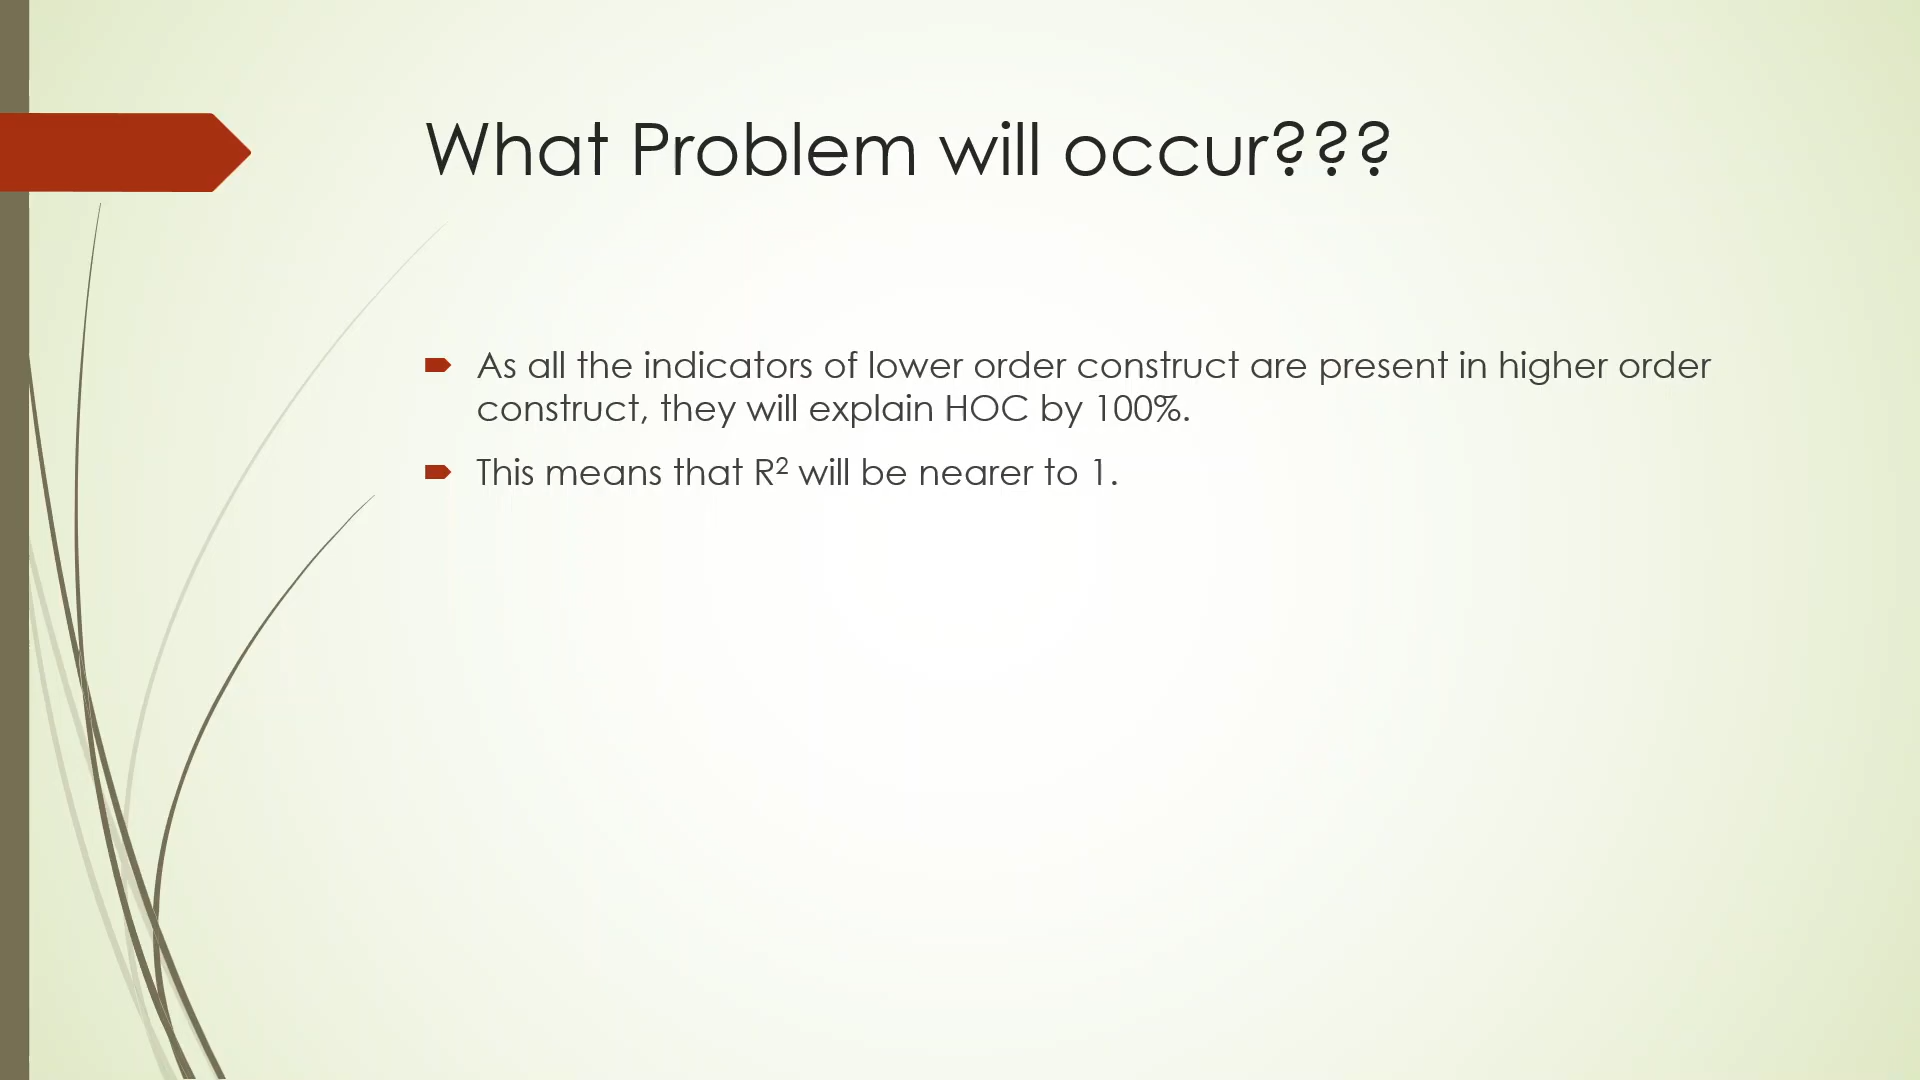 What Problem will occur???
As all the indicators of lower order construct are present in higher order
construct, they will explain HOC by 100%.
This means that R² will be nearer to 1.